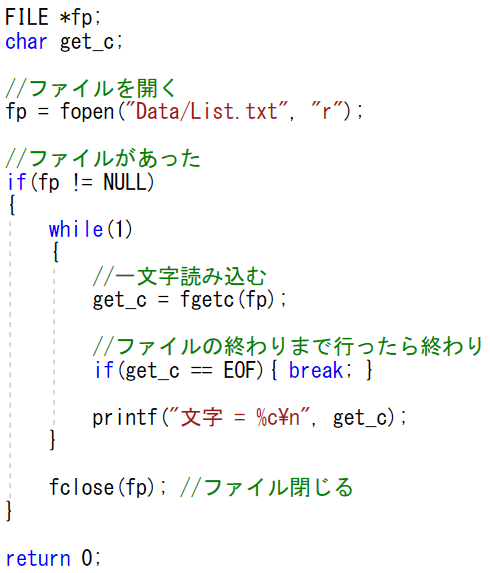 FILE *fp;
char get_c;
//ファイルを開く
fp = fopen("Data/List.txt", "r");
//ファイルがあった
if(fp != NULL)
{
while(1)
{
//一文字読み込む
get_c = fgetc(fp);
//ファイルの終わりまで行ったら終わり
if(get_c == EOF){ break; }
printf("文字 = %c¥n", get_c);
}
fclose(fp); //ファイル閉じる
}
return 0;